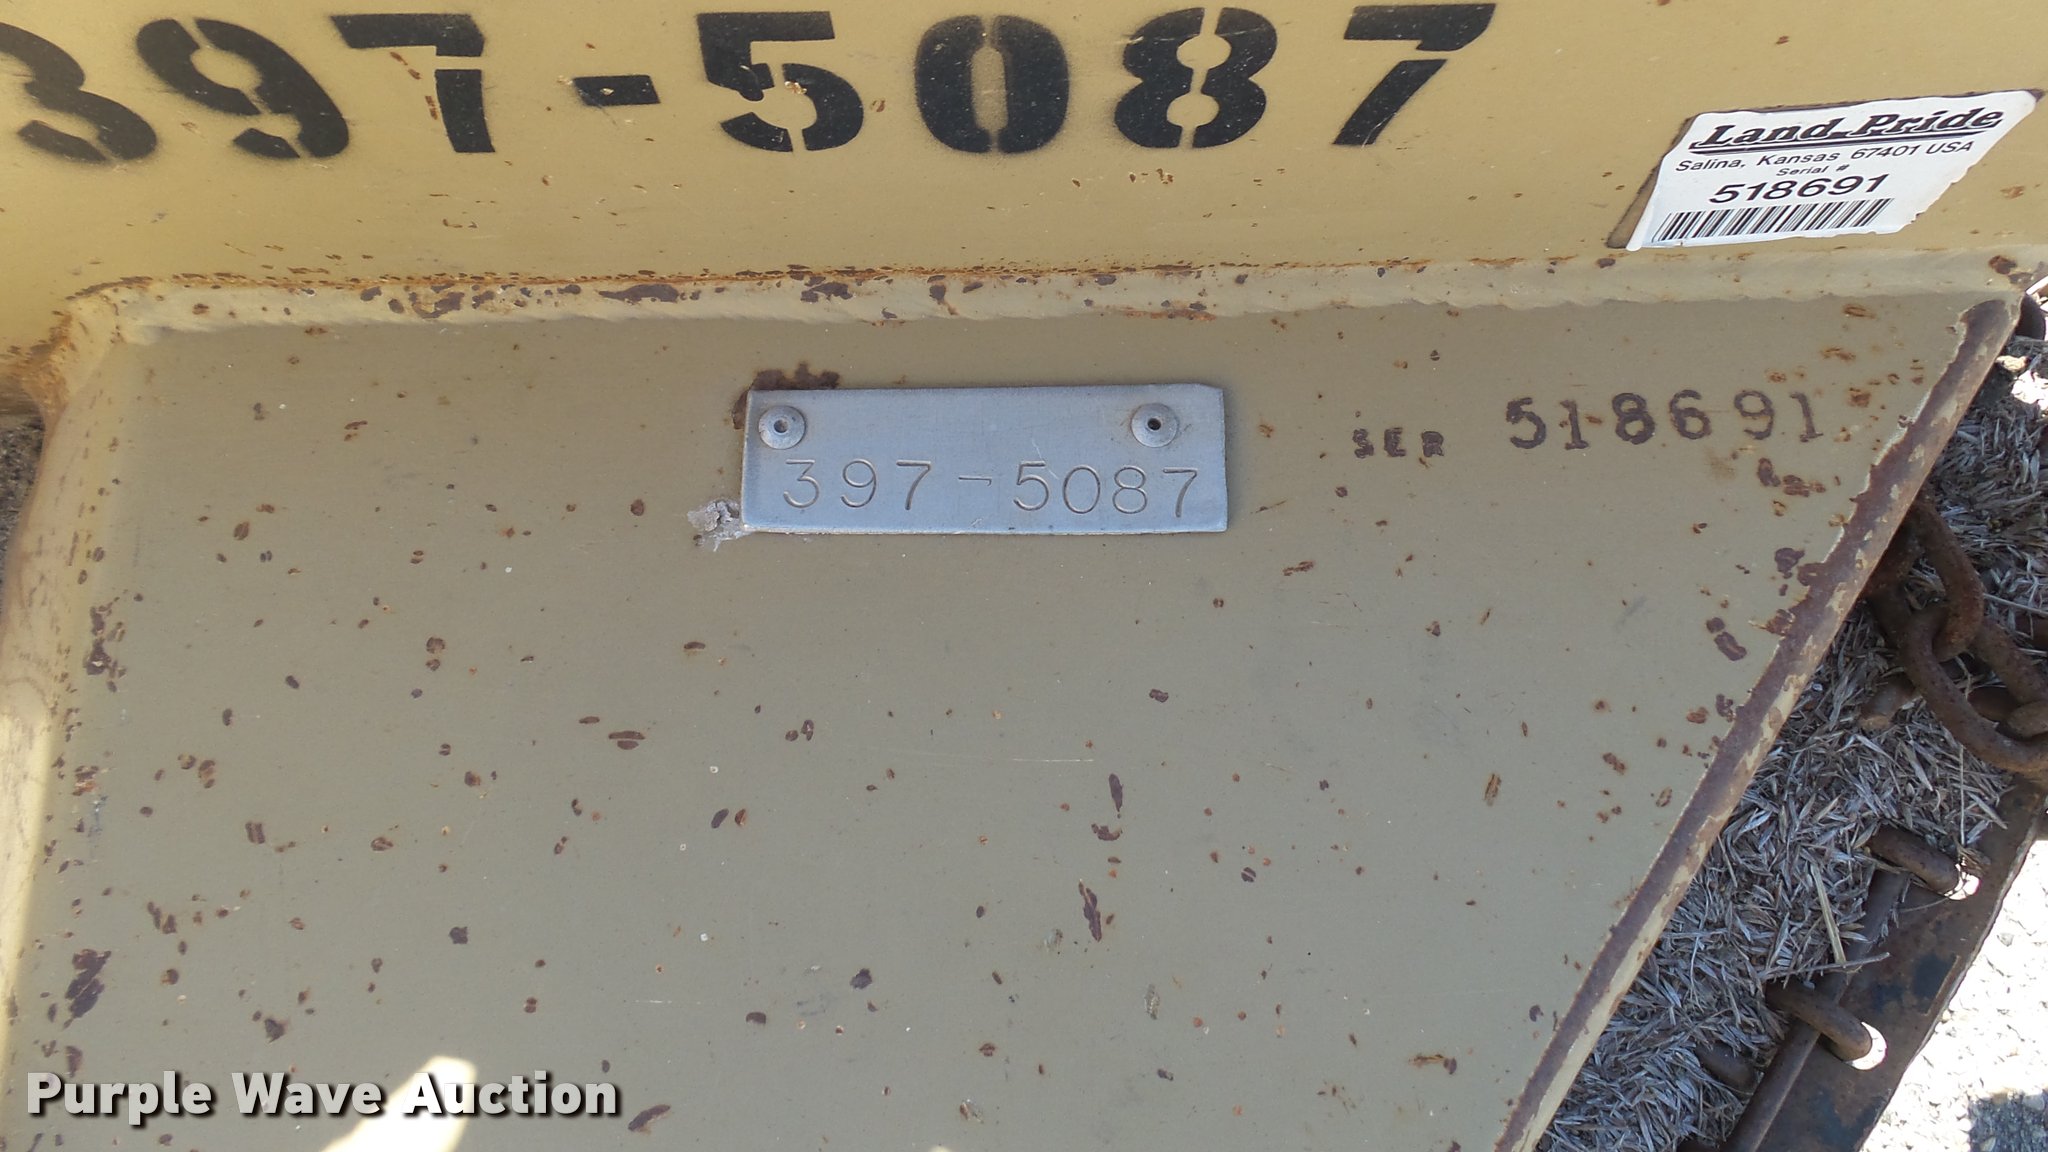 397-5087
Land Pride
Salina, Kansas 67401 USA
Serial #
518691
397-5087
SER 518691
Purple Wave Auction